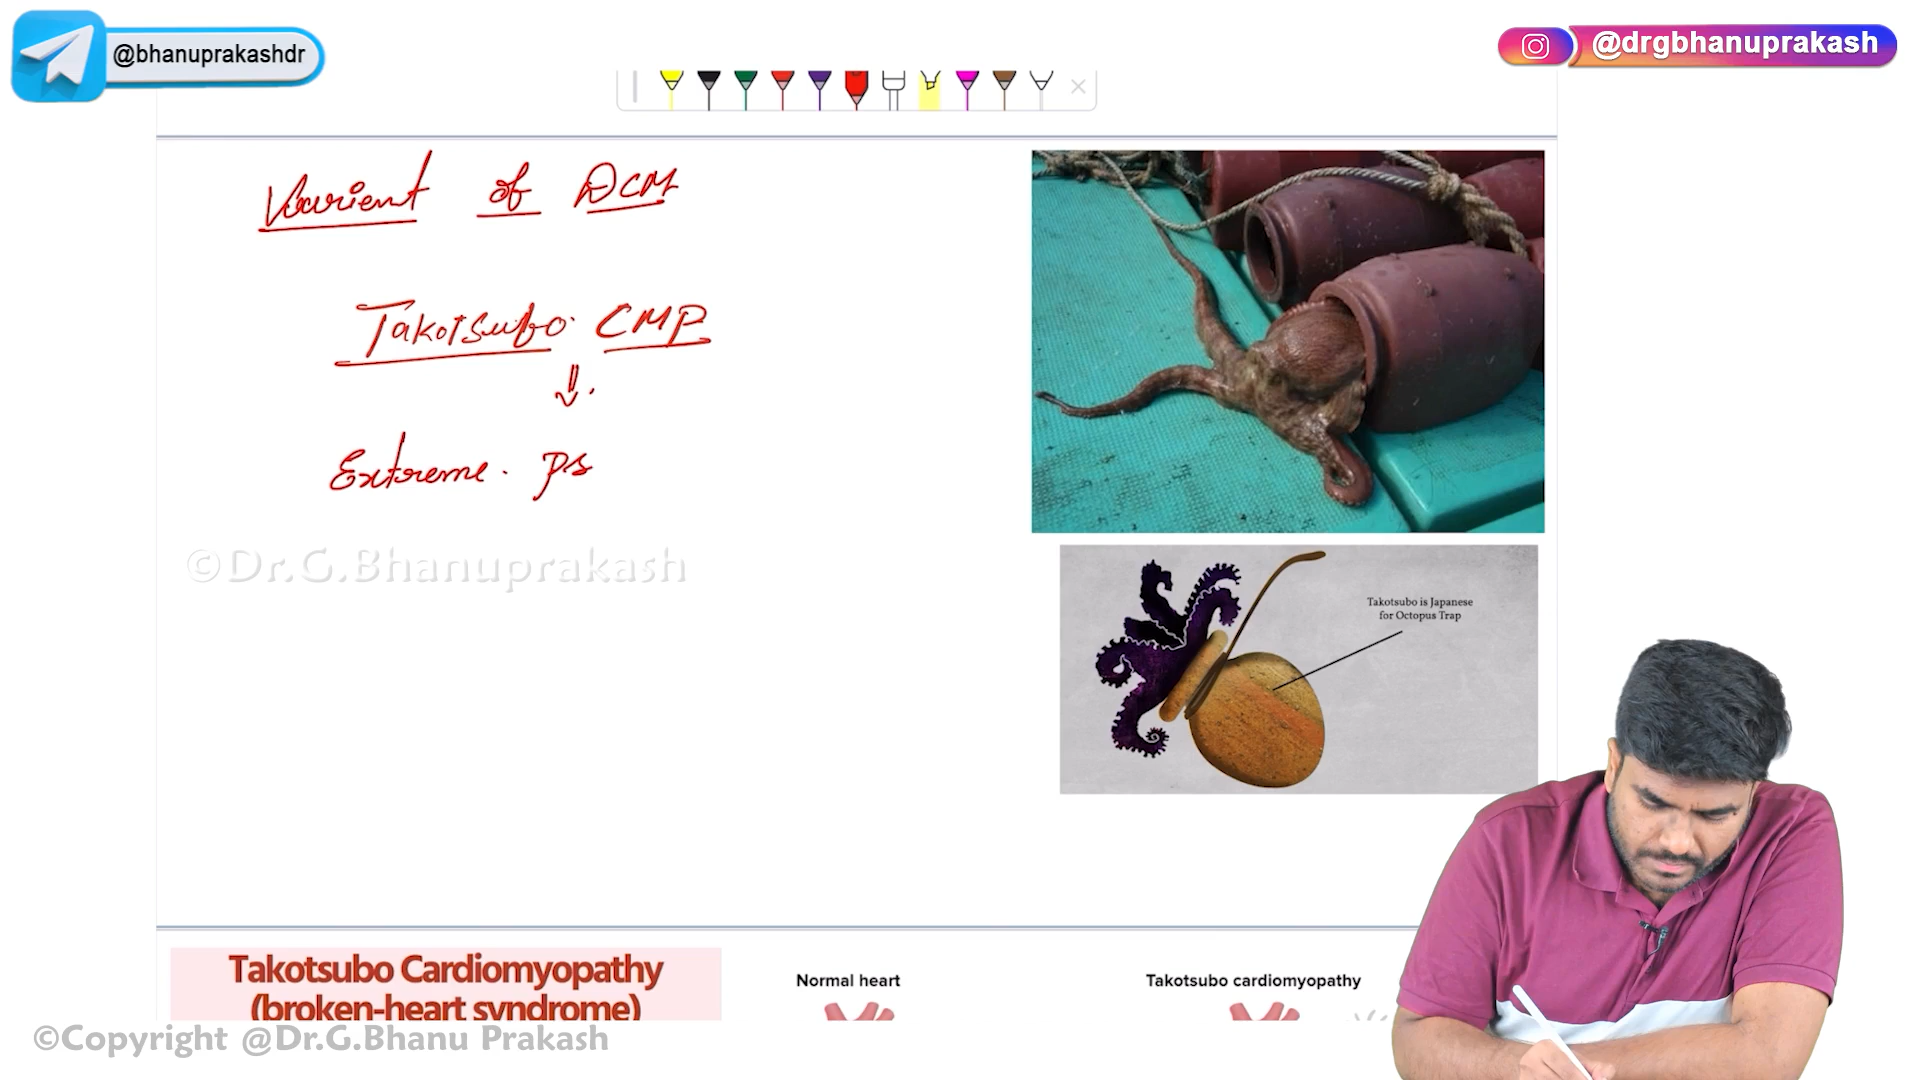 @bhanuprakashdr
@drgbhanuprakash
Varient of DCM
Takotsubo CMP
Extreme. ps
©Dr.G.Bhanuprakash
Takotsubo is Japanese
for Octopus Trap
Takotsubo Cardiomyopathy
(broken-heart syndrome)
Normal heart
Takotsubo cardiomyopathy
©Copyright @Dr.G.Bhanu Prakash